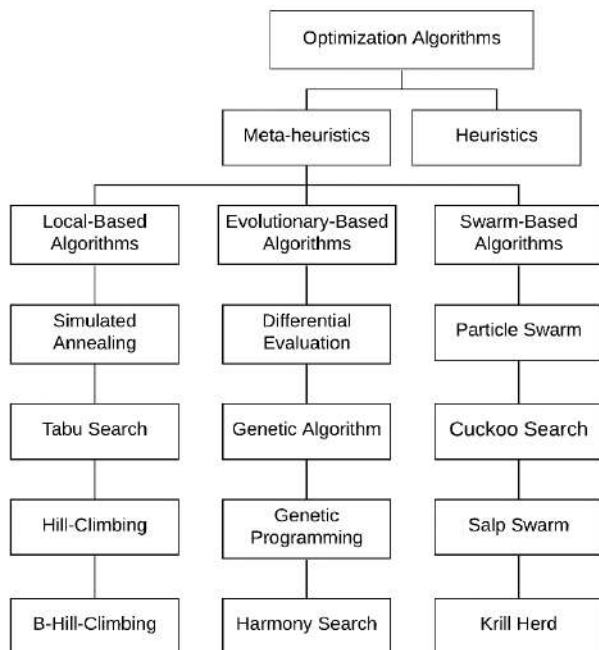 Optimization Algorithms
Meta-heuristics
Heuristics
Local-Based
Algorithms
Evolutionary-Based
Algorithms
Swarm-Based
Algorithms
Simulated
Annealing
Differential
Evaluation
Particle Swarm
Tabu Search
Genetic Algorithm
Cuckoo Search
Hill-Climbing
Genetic
Programming
Salp Swarm
B-Hill-Climbing
Harmony Search
Krill Herd